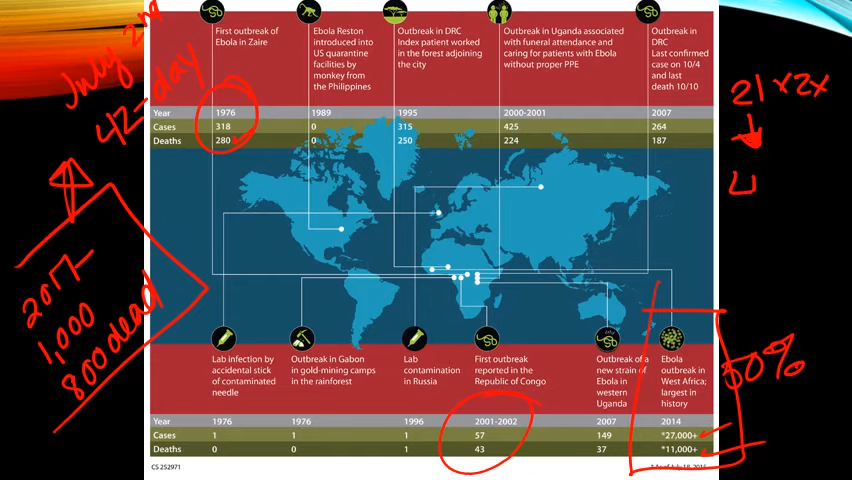 First outbreak of
Ebola in Zaire
Ebola Reston
introduced into
US quarantine
facilities by
monkey from
the Philippines
Outbreak in DRC
Index patient worked
in the forest adjoining
the city
Outbreak in Uganda associated
with funeral attendance and
caring for patients with Ebola
without proper PPE
Outbreak in
DRC
Last confirmed
case on 10/4
and last
death 10/10
Year 1976 1989 1995 2000-2001 2007
Cases 318 0 315 425 264
Deaths 280 0 250 224 187
July 2nd
42-day
21 x 2x
2017-
1,000
800 dead
Lab infection by
accidental stick
of contaminated
needle
Outbreak in Gabon
in gold-mining camps
in the rainforest
Lab
contamination
in Russia
First outbreak
reported in the
Republic of Congo
Outbreak of a
new strain of
Ebola in
western
Uganda
Ebola
outbreak in
West Africa;
largest in
history
50%
Year 1976 1976 1996 2001-2002 2007 2014
Cases 1 1 1 57 149 *27,000+
Deaths 0 0 1 43 37 *11,000+
CS 252971
* As of July 18, 2015